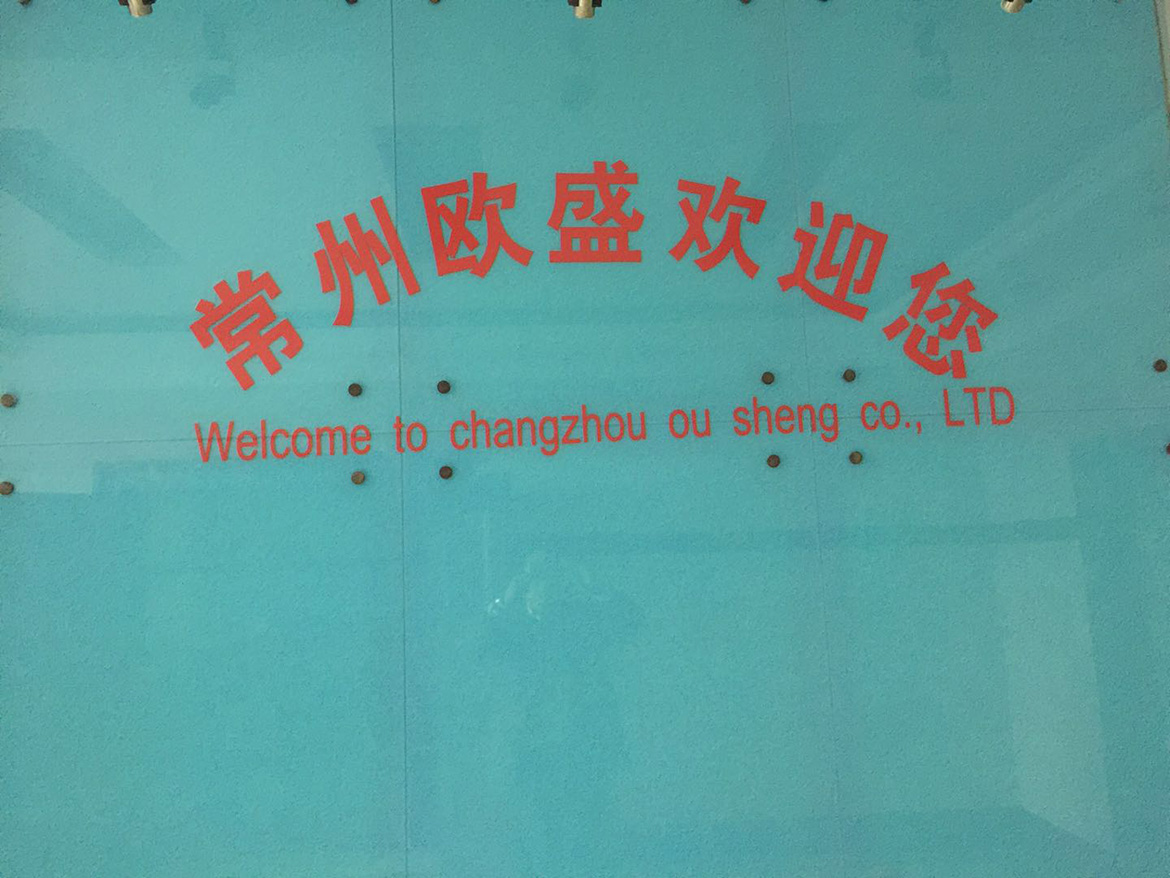 常州欧盛欢迎您
Welcome to changzhou ou sheng co., LTD